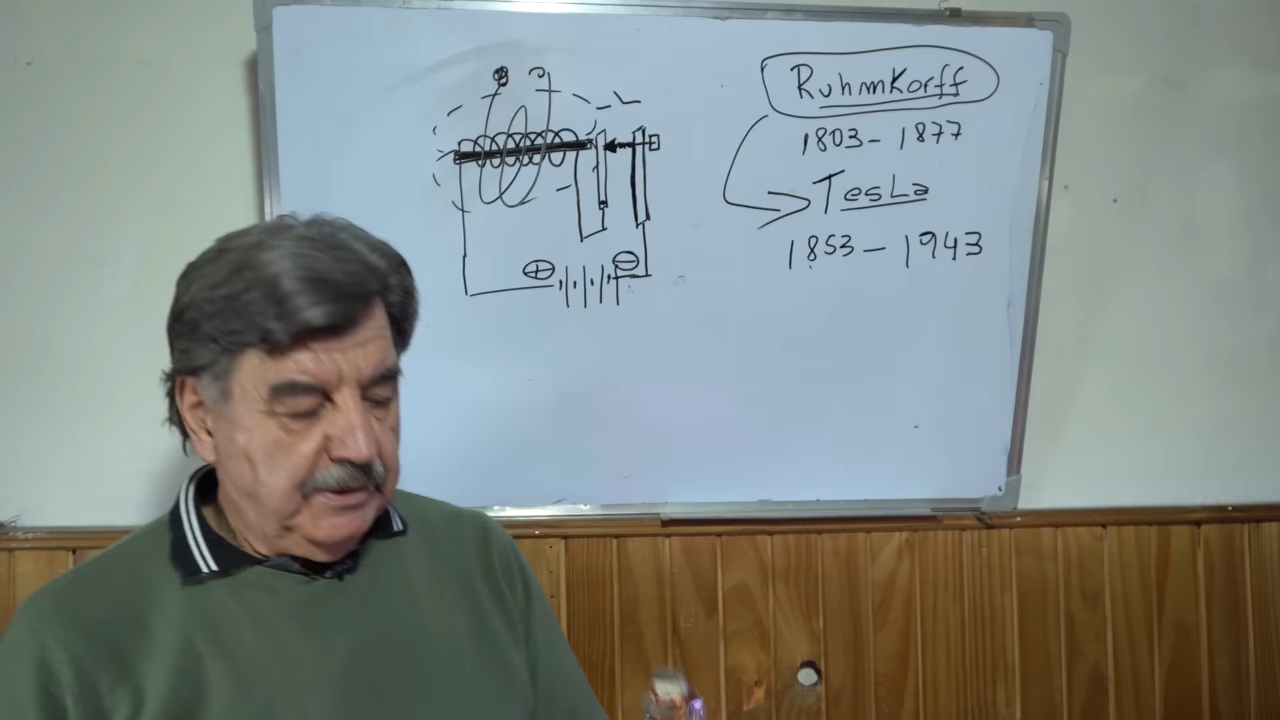 Ruhmkorff
1803 - 1877
Tesla
1853 - 1943
+
-